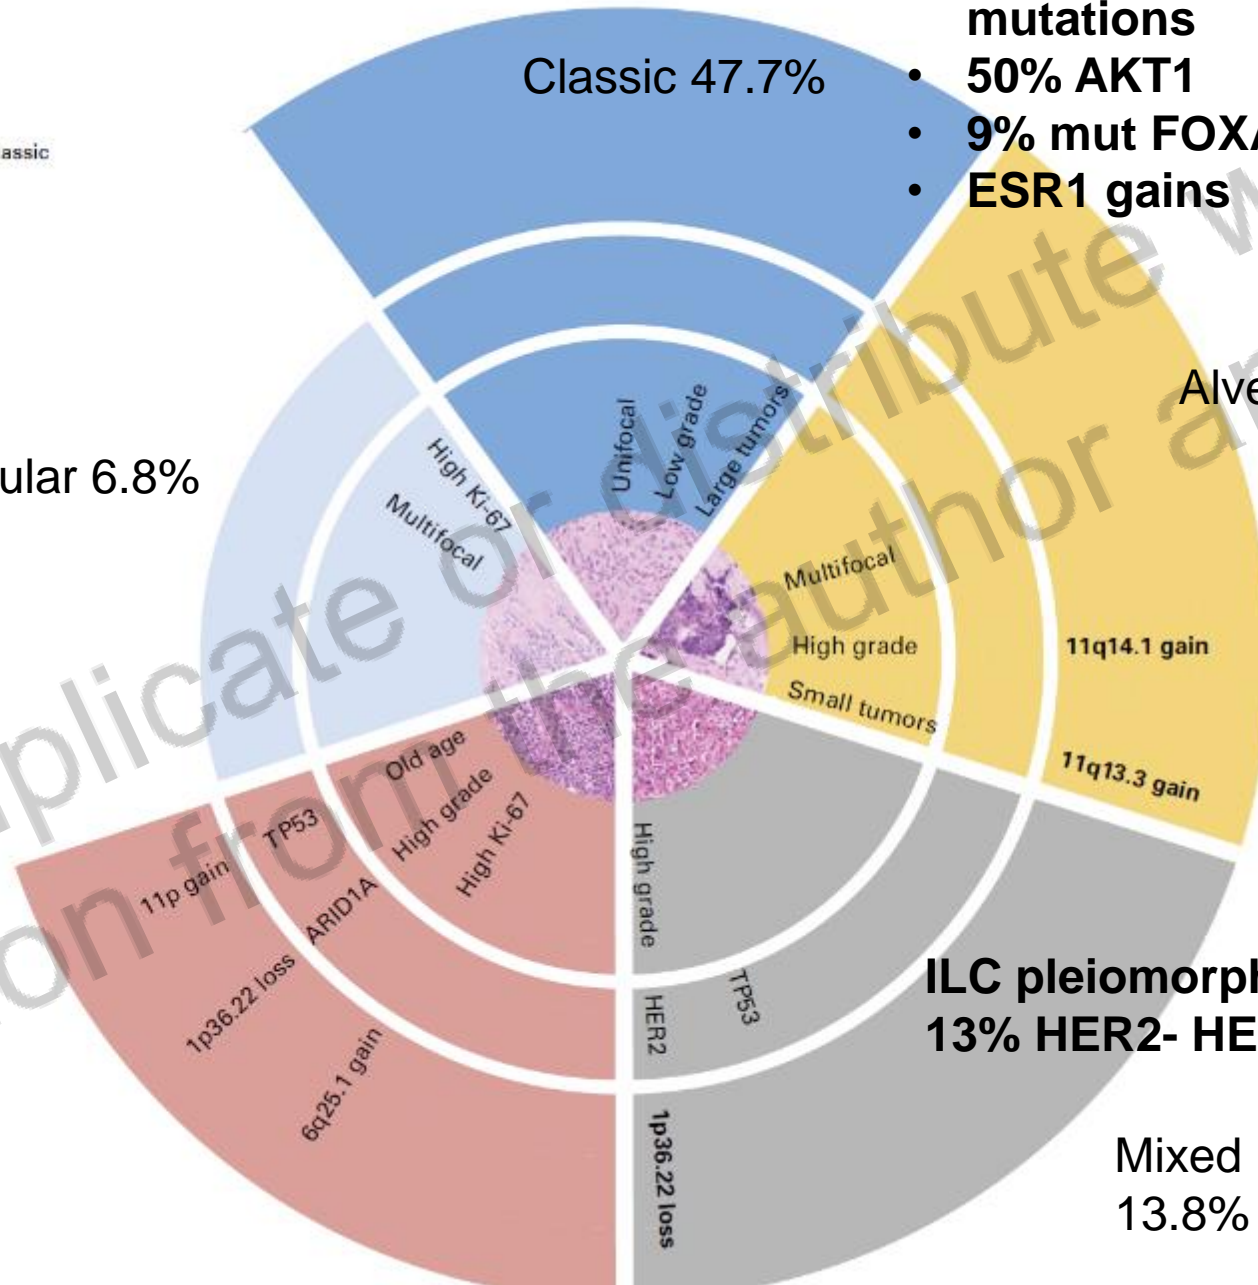 mutations
Classic 47.7%
• 50% AKT1
• 9% mut FOXA
• ESR1 gains
assic
Alve
ular 6.8%
Unifocal
Low grade
Large tumors
High Ki-67
Multifocal
Multifocal
High grade
Small tumors
11q14.1 gain
11q13.3 gain
Old age
High grade
High Ki-67
TP53
ARID1A
11p gain
1p36.22 loss
6q25.1 gain
High grade
HER2
TP53
1p36.22 loss
ILC pleiomorph
13% HER2- HE
Mixed
13.8%
plicate or distribute w
on from the author a